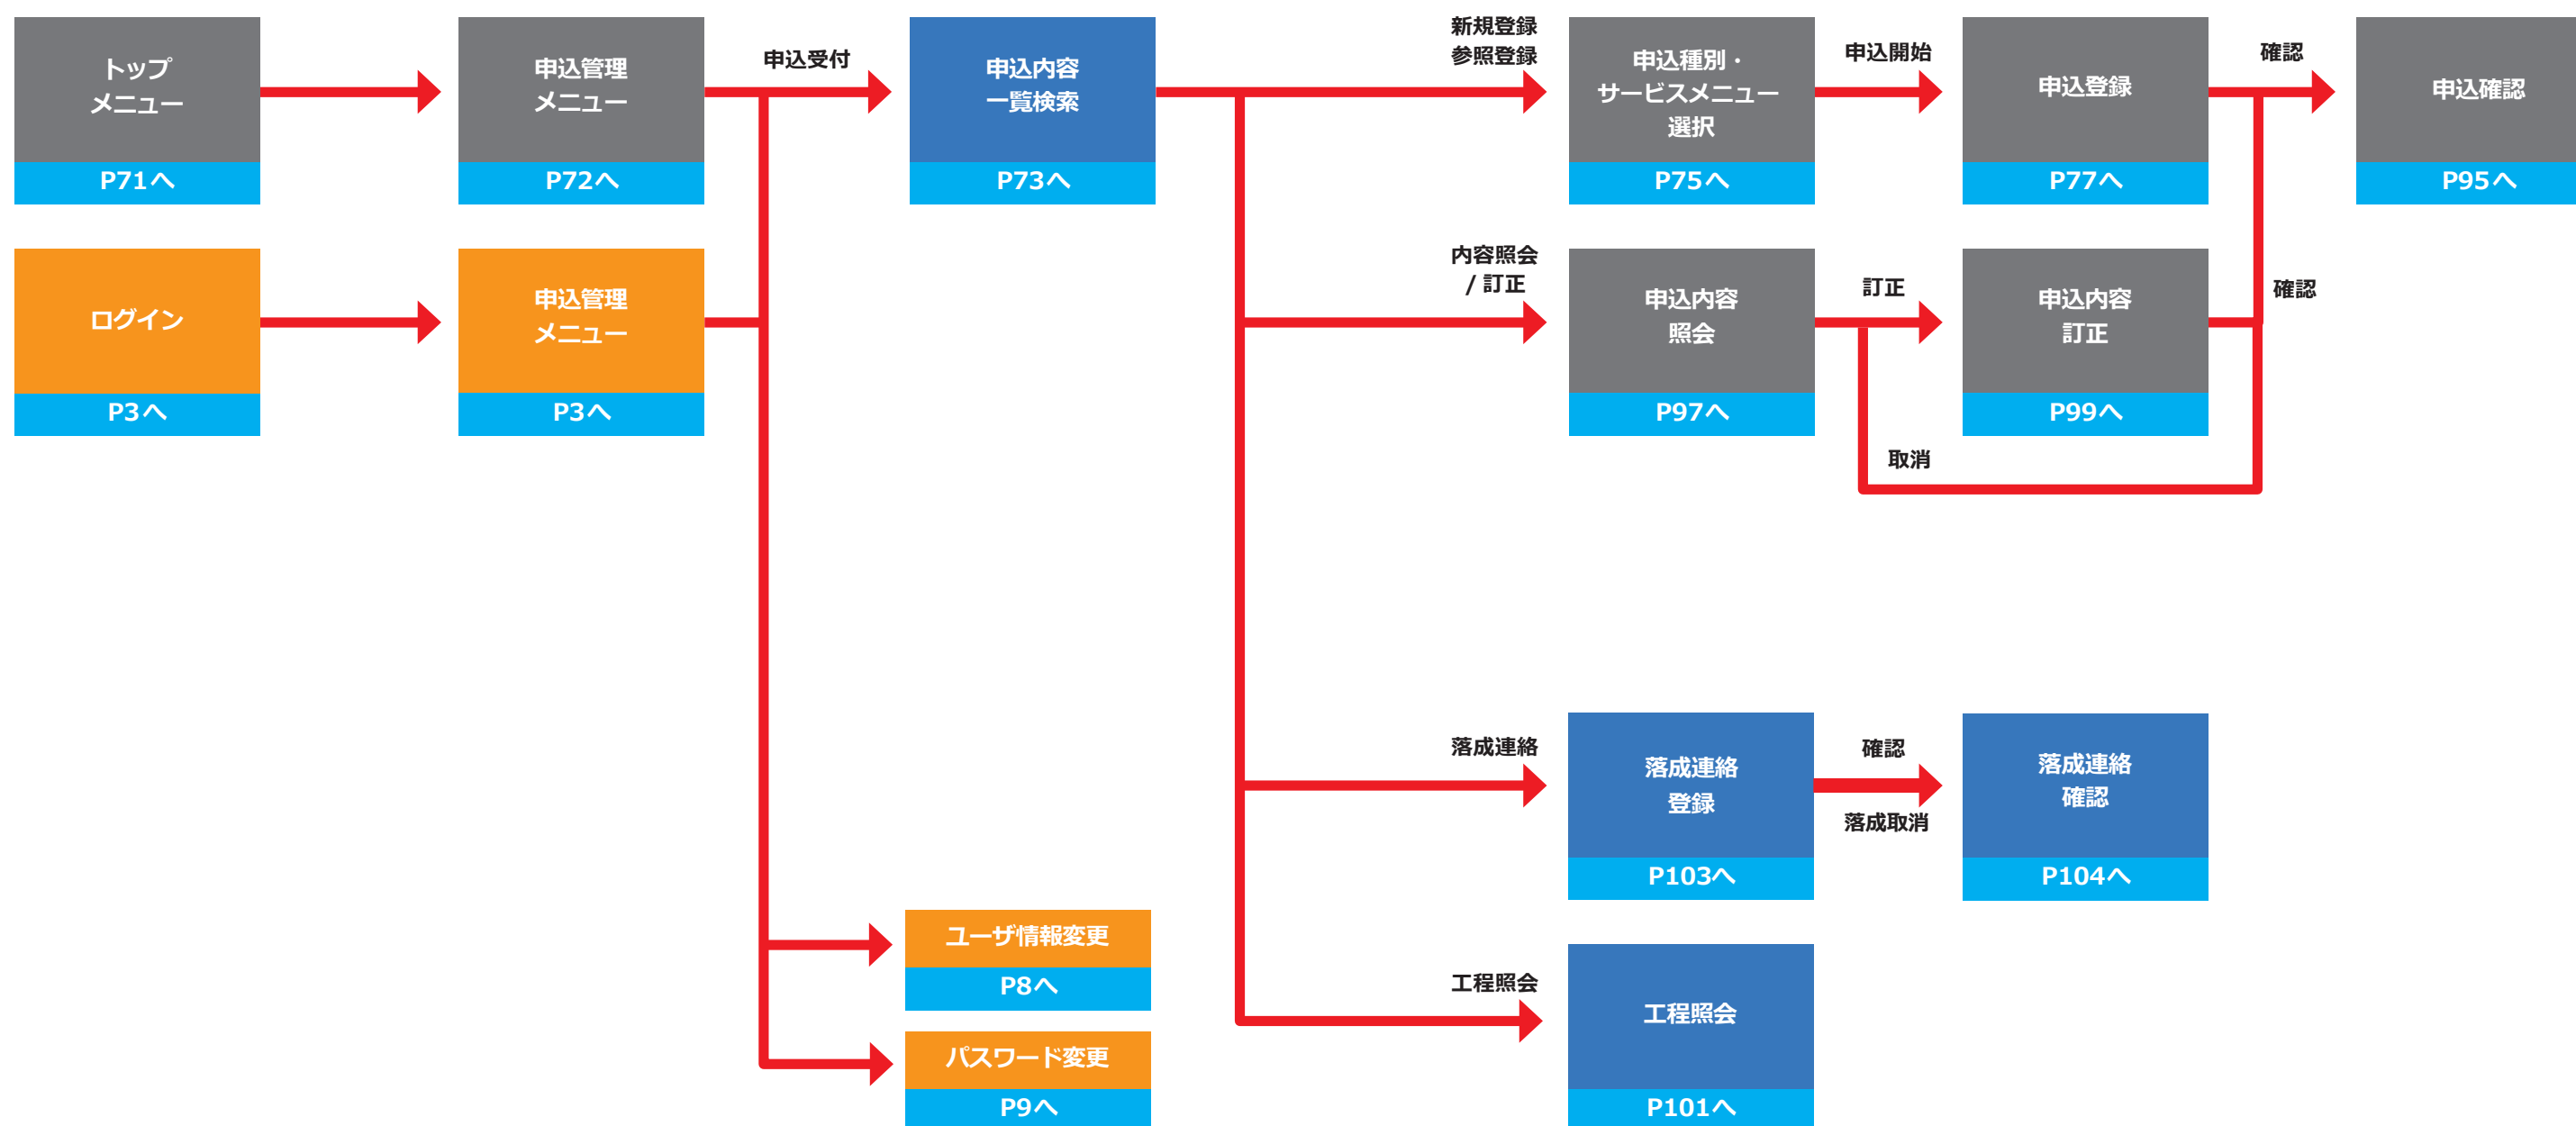 トップ
メニュー
P71へ
申込管理
メニュー
P72へ
申込受付
申込内容
一覧検索
P73へ
新規登録
参照登録
申込種別・
サービスメニュー
選択
P75へ
申込開始
申込登録
P77へ
確認
申込確認
P95へ
ログイン
P3へ
申込管理
メニュー
P3へ
内容照会
/ 訂正
申込内容
照会
P97へ
訂正
申込内容
訂正
P99へ
確認
取消
落成連絡
落成連絡
登録
P103へ
確認
落成取消
落成連絡
確認
P104へ
ユーザ情報変更
P8へ
工程照会
工程照会
P101へ
パスワード変更
P9へ